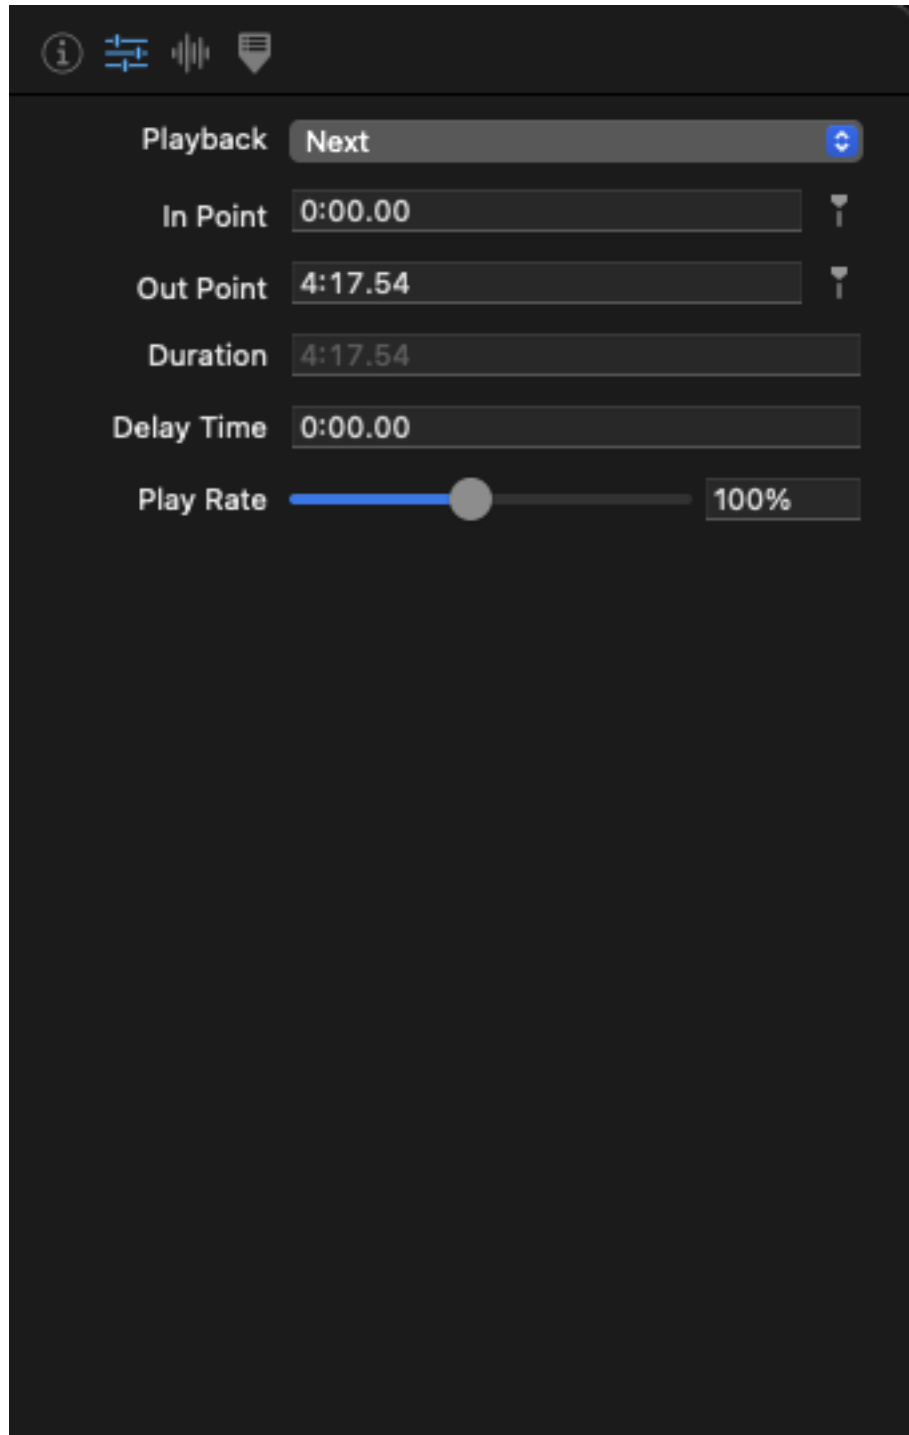 Playback Next
In Point 0:00.00
Out Point 4:17.54
Duration 4:17.54
Delay Time 0:00.00
Play Rate 100%